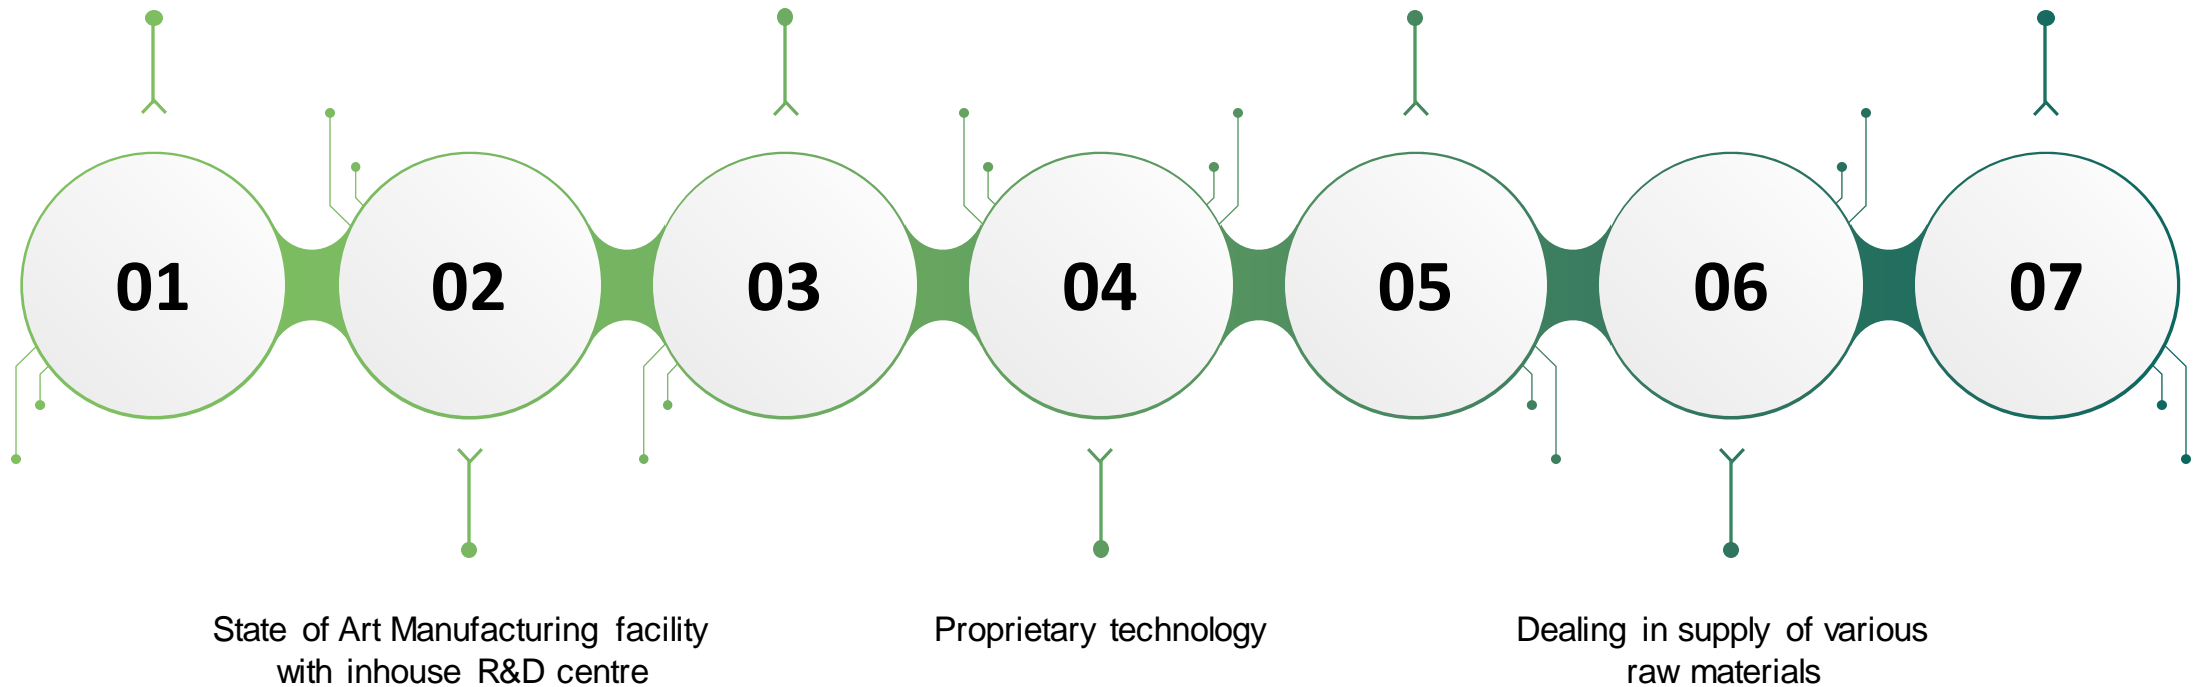 01
02
03
04
05
06
07
State of Art Manufacturing facility
with inhouse R&D centre
Proprietary technology
Dealing in supply of various
raw materials